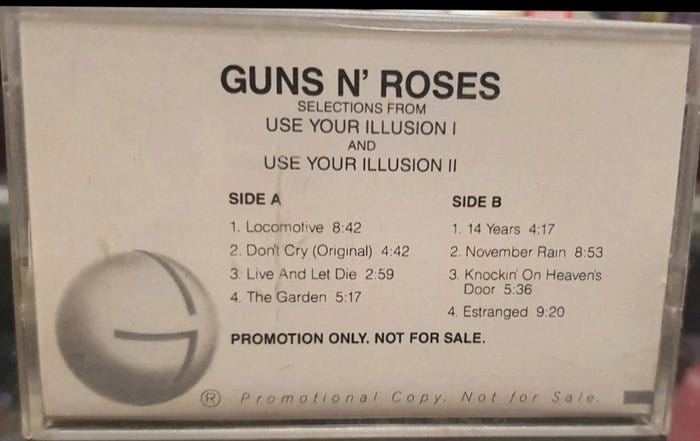 GUNS N' ROSES
SELECTIONS FROM
USE YOUR ILLUSION I
AND
USE YOUR ILLUSION II
SIDE A
1. Locomotive 8:42
2. Don't Cry (Original) 4:42
3. Live And Let Die 2:59
4. The Garden 5:17
SIDE B
1. 14 Years 4:17
2. November Rain 8:53
3. Knockin' On Heaven's
Door 5:36
4. Estranged 9:20
PROMOTION ONLY. NOT FOR SALE.
® Promotional Copy. Not for Sale.